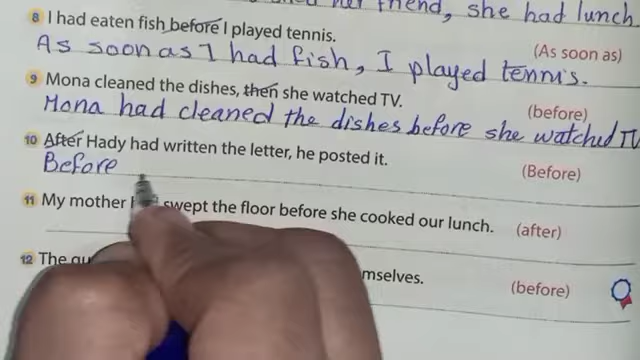 her friend, she had lunch
8 I had eaten fish before I played tennis.
(As soon as)
As soon as I had fish, I played tennis.
9 Mona cleaned the dishes, then she watched TV.
(before)
Mona had cleaned the dishes before she watched TV
10 After Hady had written the letter, he posted it.
(Before)
Before
11 My mother swept the floor before she cooked our lunch. (after)
12 The mselves. (before)